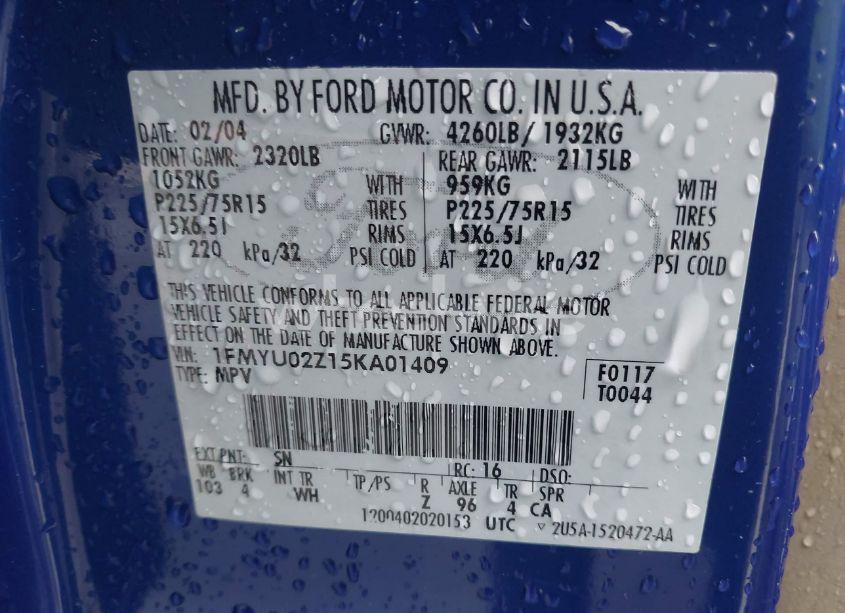 MFD. BY FORD MOTOR CO. IN U.S.A.
DATE: 02/04 GVWR: 4260LB/ 1932KG
FRONT GAWR: 2320LB REAR GAWR: 2115LB
1052KG WITH 959KG WITH
P225/75R15 TIRES P225/75R15 TIRES
15X6.5J RIMS 15X6.5J RIMS
AT 220 kPa/32 PSI COLD AT 220 kPa/32 PSI COLD
THIS VEHICLE CONFORMS TO ALL APPLICABLE FEDERAL MOTOR
VEHICLE SAFETY AND THEFT PREVENTION STANDARDS IN
EFFECT ON THE DATE OF MANUFACTURE SHOWN ABOVE.
VIN: 1FMYU02Z15KA01409 F0117
TYPE: MPV T0044
EXT PNT: SN RC: 16 DSO:
WB BRK INT TR TP/PS R AXLE TR SPR
103 4 WH Z 96 4 CA
1200402020153 UTC 2U5A-1520472-AA